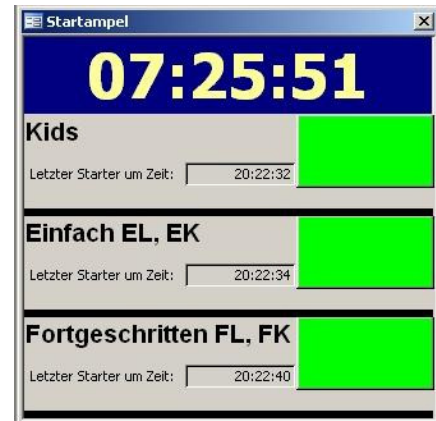 Startampel
07:25:51
Kids
Letzter Starter um Zeit: 20:22:32
Einfach EL, EK
Letzter Starter um Zeit: 20:22:34
Fortgeschritten FL, FK
Letzter Starter um Zeit: 20:22:40